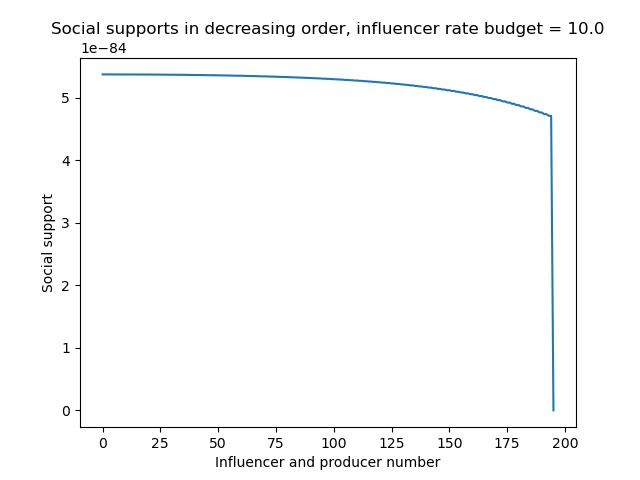 Social supports in decreasing order, influencer rate budget = 10.0
1e−84
5
4
3
2
1
0
Social support
0 25 50 75 100 125 150 175 200
Influencer and producer number